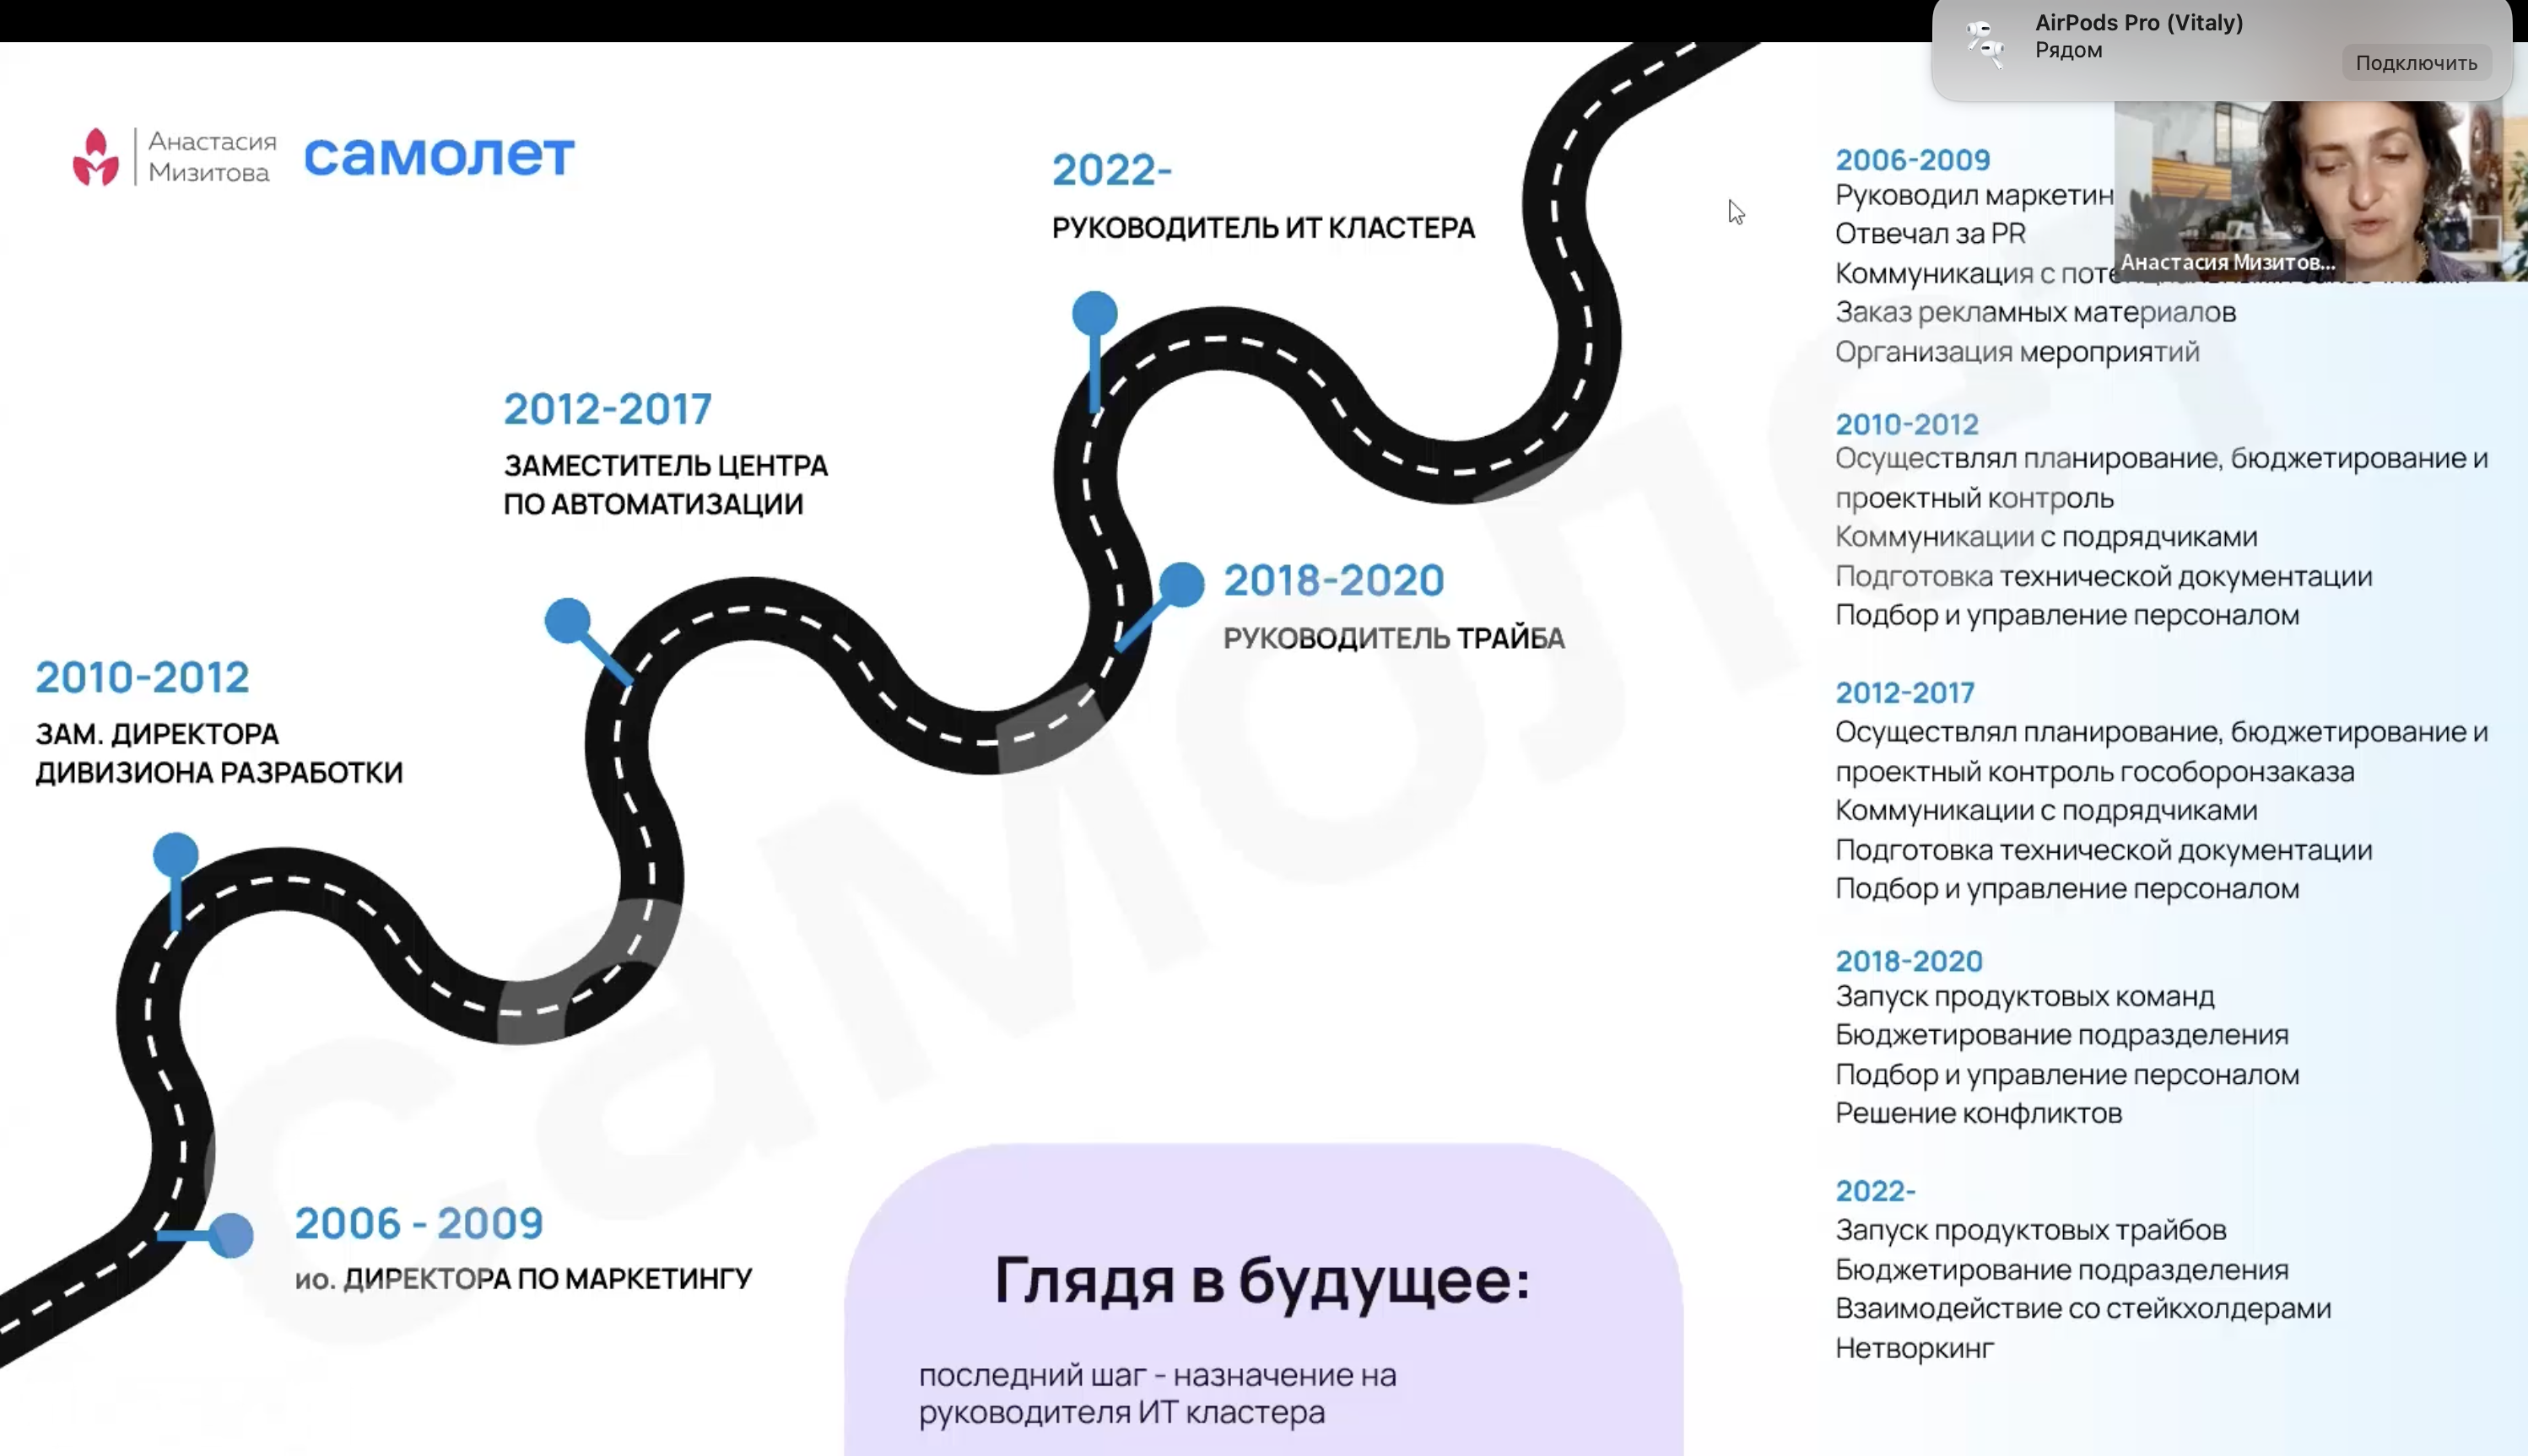 AirPods Pro (Vitaly)
Рядом
Подключить
Анастасия
Мизитова
самолет
2022-
РУКОВОДИТЕЛЬ ИТ КЛАСТЕРА
2012-2017
ЗАМЕСТИТЕЛЬ ЦЕНТРА
ПО АВТОМАТИЗАЦИИ
2018-2020
РУКОВОДИТЕЛЬ ТРАЙБА
2010-2012
ЗАМ. ДИРЕКТОРА
ДИВИЗИОНА РАЗРАБОТКИ
2006 - 2009
ио. ДИРЕКТОРА ПО МАРКЕТИНГУ
Глядя в будущее:
последний шаг - назначение на
руководителя ИТ кластера
самолет
Анастасия Мизитов...
2006-2009
Руководил
Отвечал за PR
Коммуникация с
Заказ рекламных материалов
Организация мероприятий
2010-2012
Осуществлял планирование, бюджетирование и
проектный контроль
Коммуникации с подрядчиками
Подготовка технической документации
Подбор и управление персоналом
2012-2017
Осуществлял планирование, бюджетирование и
проектный контроль гособоронзаказа
Коммуникации с подрядчиками
Подготовка технической документации
Подбор и управление персоналом
2018-2020
Запуск продуктовых команд
Бюджетирование подразделения
Подбор и управление персоналом
Решение конфликтов
2022-
Запуск продуктовых трайбов
Бюджетирование подразделения
Взаимодействие со стейкхолдерами
Нетворкинг